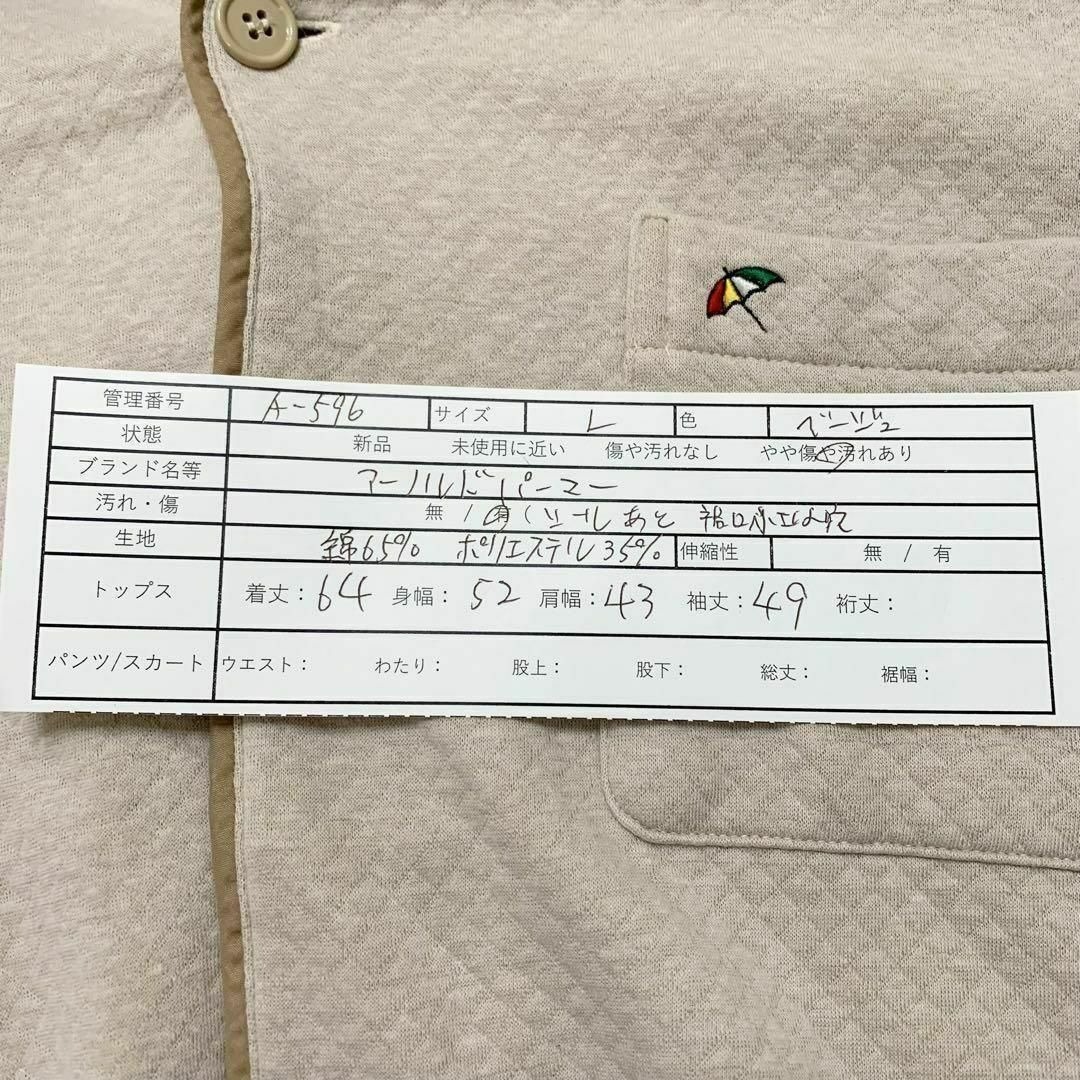 管理番号 A-596 サイズ L 色 ベージュ
状態 新品 未使用に近い 傷や汚れなし やや傷や汚れあり
ブランド名等 アーノルドパーマー
汚れ・傷 無 / 有 (シールあと
生地 綿65% ポリエステル35% 伸縮性 無 / 有
トップス 着丈：64 身幅：52 肩幅：43 袖丈：49 裄丈：
パンツ/スカート ウエスト： わたり： 股上： 股下： 総丈： 裾幅：